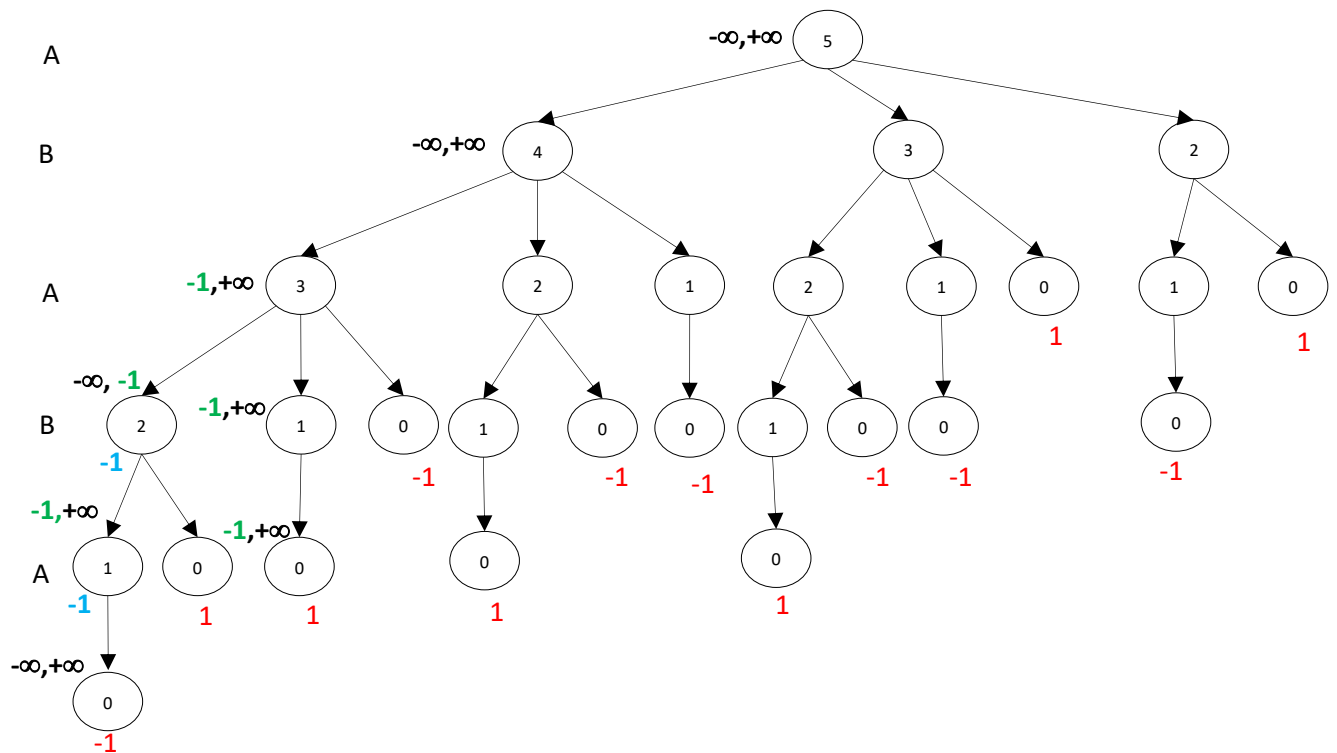 A -∞,+∞ 5
B -∞,+∞ 4 3 2
A -1,+∞ 3 2 1 2 1 0 1 0
1 1
-∞, -1 -1,+∞
B 2 1 0 1 0 0 1 0 0 0
-1 -1 -1 -1 -1 -1 -1
-1,+∞ -1,+∞
A 1 0 0 0 0
-1 1 1 1 1
-∞,+∞
0
-1